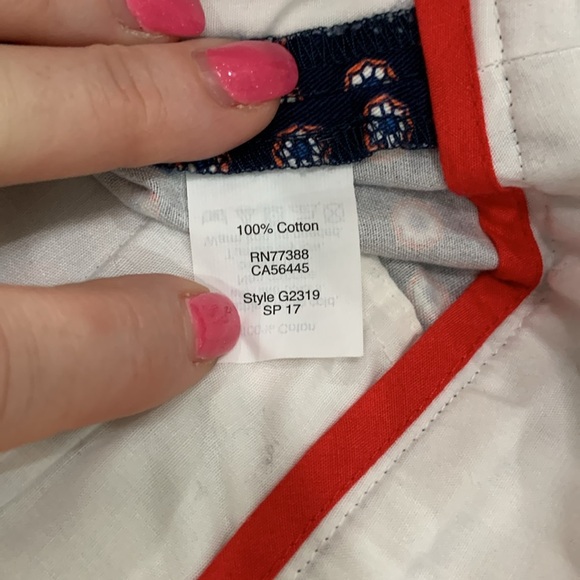 100% Cotton
RN77388
CA56445
Style G2319
SP 17